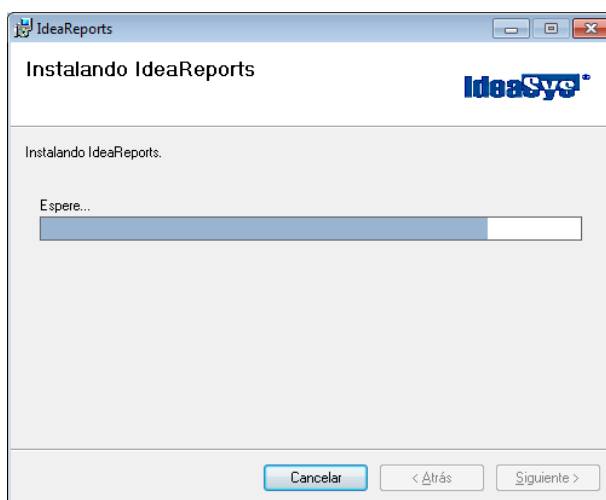 IdeaReports
Instalando IdeaReports
IdeaSys
Instalando IdeaReports.
Espere...
Cancelar
< Atrás
Siguiente >